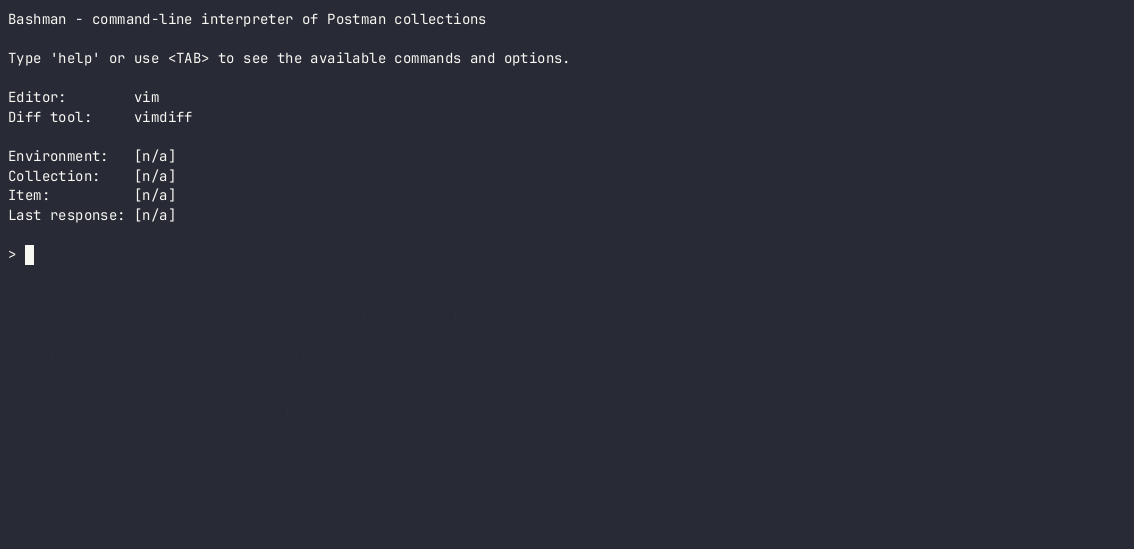 Bashman - command-line interpreter of Postman collections
Type 'help' or use <TAB> to see the available commands and options.
Editor:        vim
Diff tool:     vimdiff
Environment:   [n/a]
Collection:    [n/a]
Item:          [n/a]
Last response: [n/a]
>